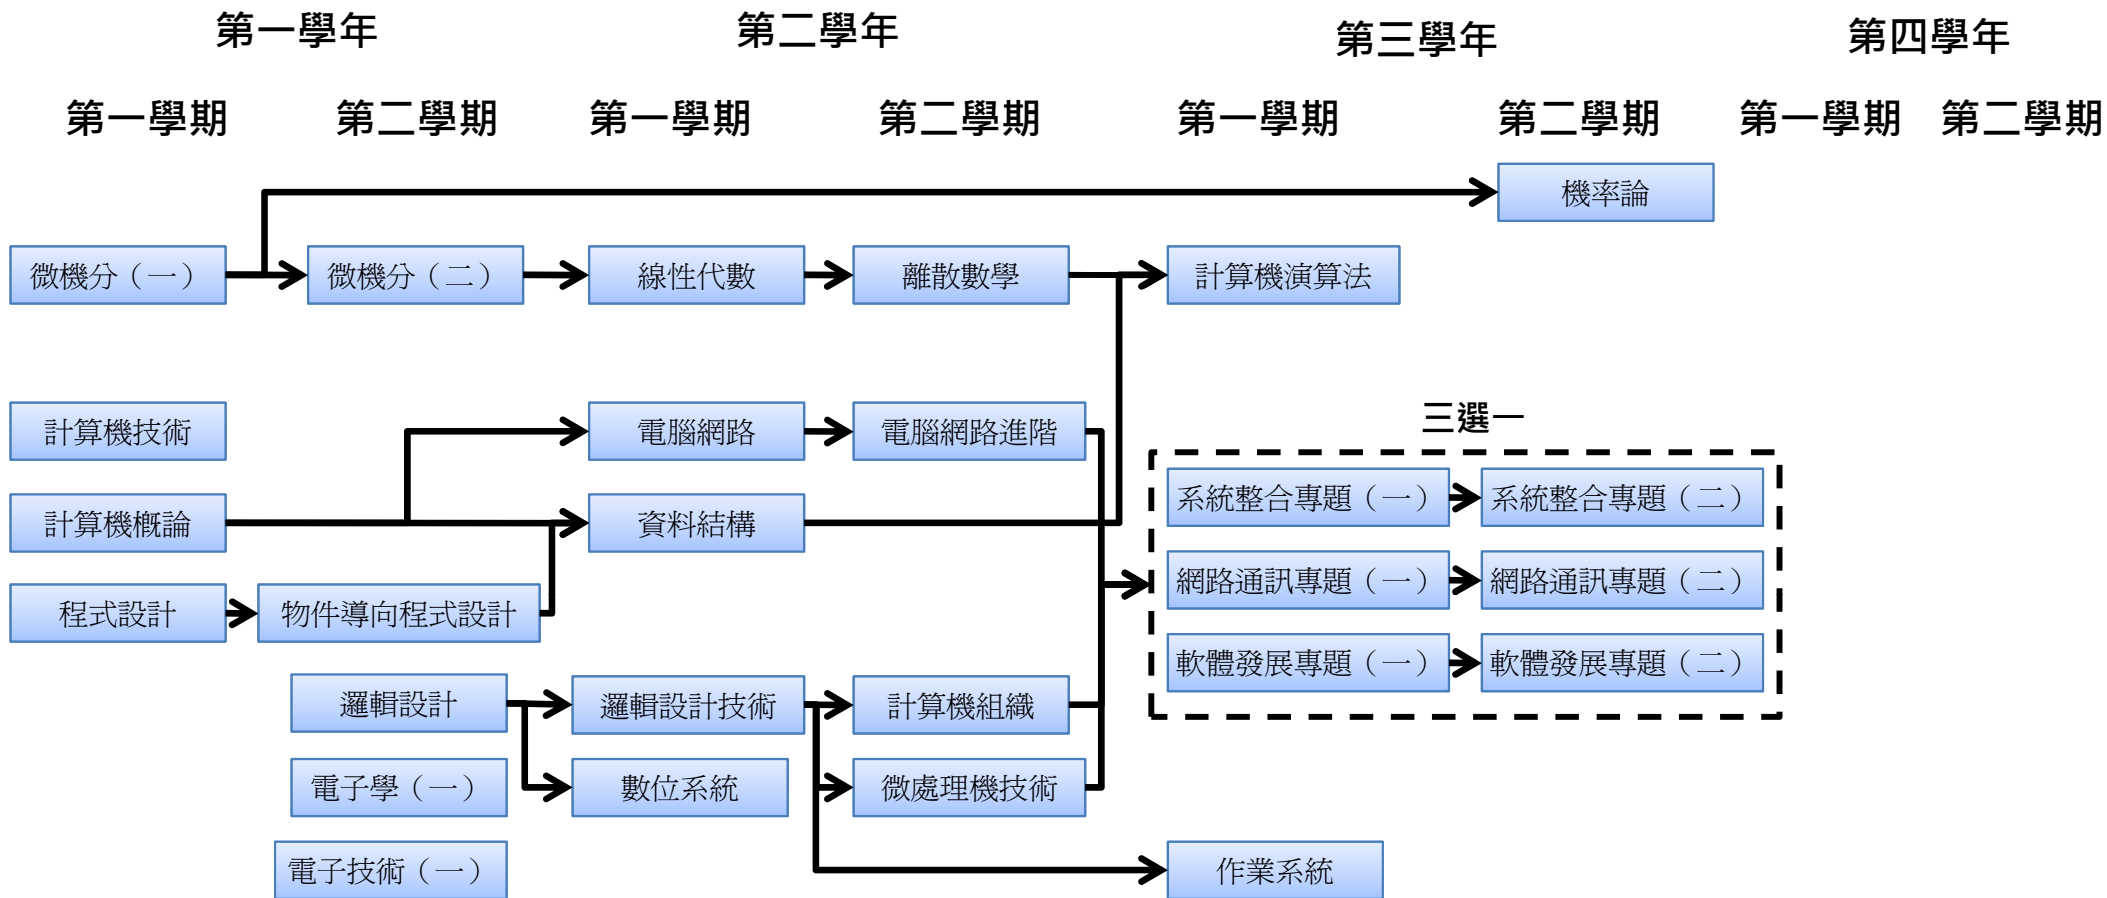 第一學年
第二學年
第三學年
第四學年
第一學期
第二學期
第一學期
第二學期
第一學期
第二學期
第一學期
第二學期
機率論
微機分（一）
微機分（二）
線性代數
離散數學
計算機演算法
計算機技術
電腦網路
電腦網路進階
三選一
計算機概論
資料結構
系統整合專題（一）
系統整合專題（二）
程式設計
物件導向程式設計
網路通訊專題（一）
網路通訊專題（二）
軟體發展專題（一）
軟體發展專題（二）
邏輯設計
邏輯設計技術
計算機組織
電子學（一）
數位系統
微處理機技術
電子技術（一）
作業系統